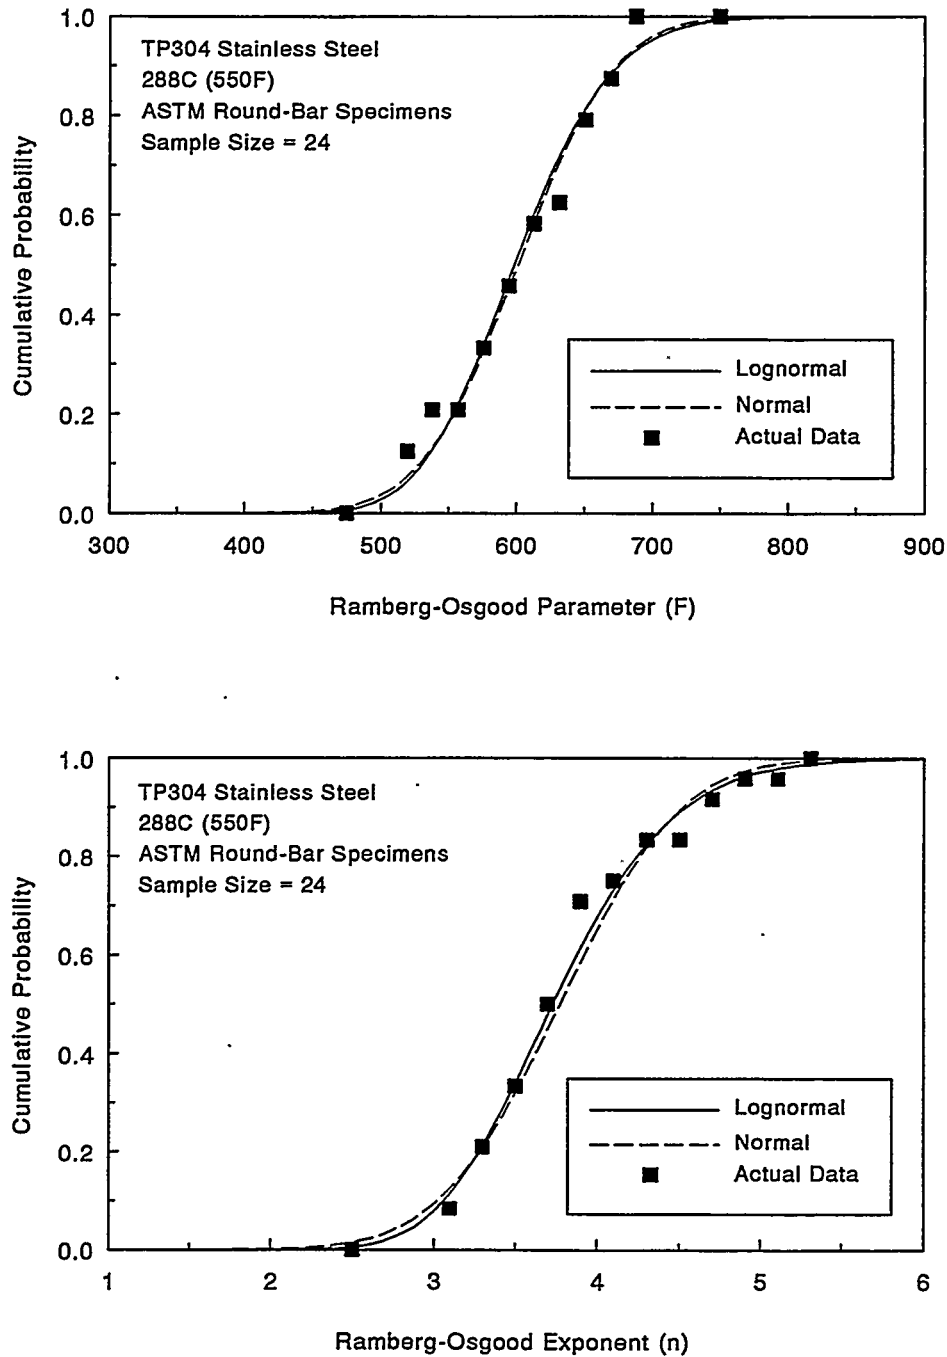 1.0
0.8
0.6
0.4
0.2
0.0
Cumulative Probability
TP304 Stainless Steel
288C (550F)
ASTM Round-Bar Specimens
Sample Size = 24
Lognormal
Normal
Actual Data
300 400 500 600 700 800 900
Ramberg-Osgood Parameter (F)
1.0
0.8
0.6
0.4
0.2
0.0
Cumulative Probability
TP304 Stainless Steel
288C (550F)
ASTM Round-Bar Specimens
Sample Size = 24
Lognormal
Normal
Actual Data
1 2 3 4 5 6
Ramberg-Osgood Exponent (n)